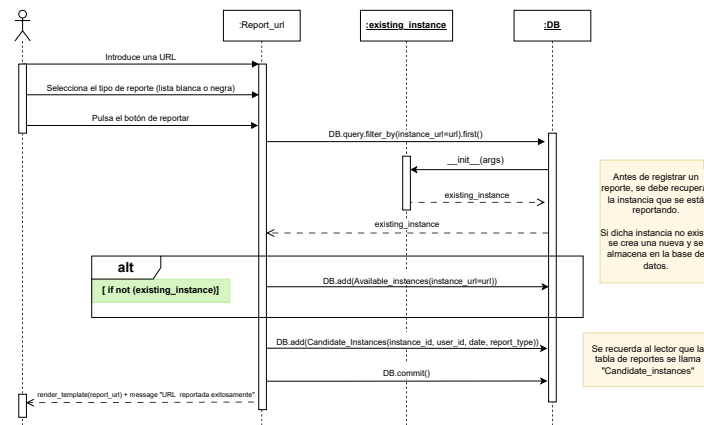 :Report_url
:existing_instance
:DB
Introduce una URL
Selecciona el tipo de reporte (lista blanca o negra)
Pulsa el botón de reportar
DB.query.filter_by(instance_url=url).first()
__init__(args)
existing_instance
existing_instance
Antes de registrar un
reporte, se debe recupera
la instancia que se está
reportando.
Si dicha instancia no exis
se crea una nueva y se
almacena en la base de
datos.
alt
[ if not (existing_instance)]
DB.add(Available_instances(instance_url=url))
DB.add(Candidate_Instances(instance_id, user_id, date, report_type))
Se recuerda al lector que la
tabla de reportes se llama
"Candidate_instances"
DB.commit()
render_template(report_url) + message "URL reportada exitosamente"